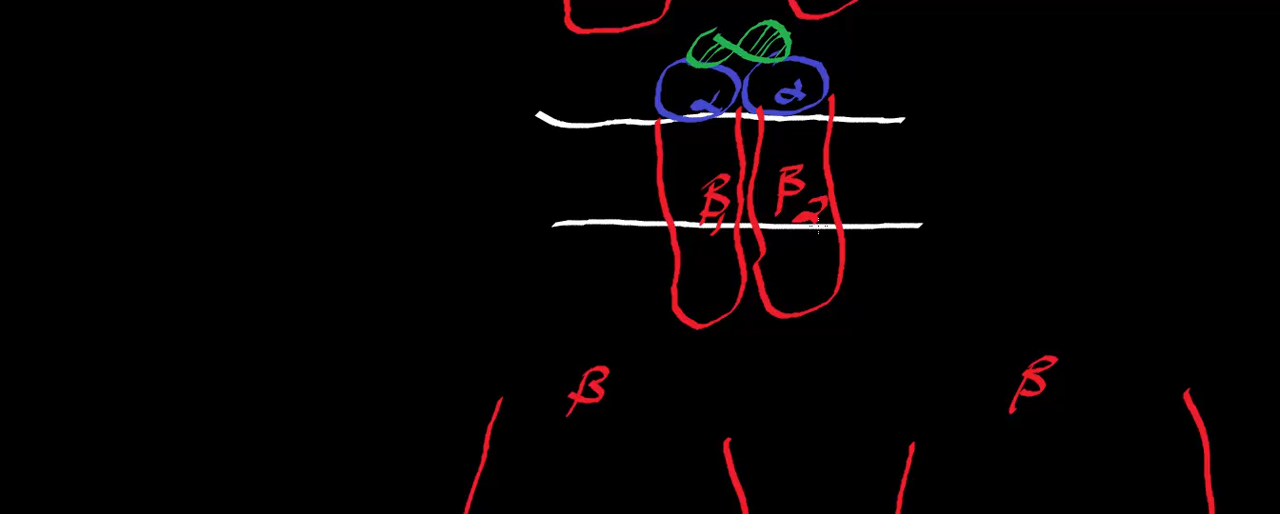 α α
β₁ β₂
β β